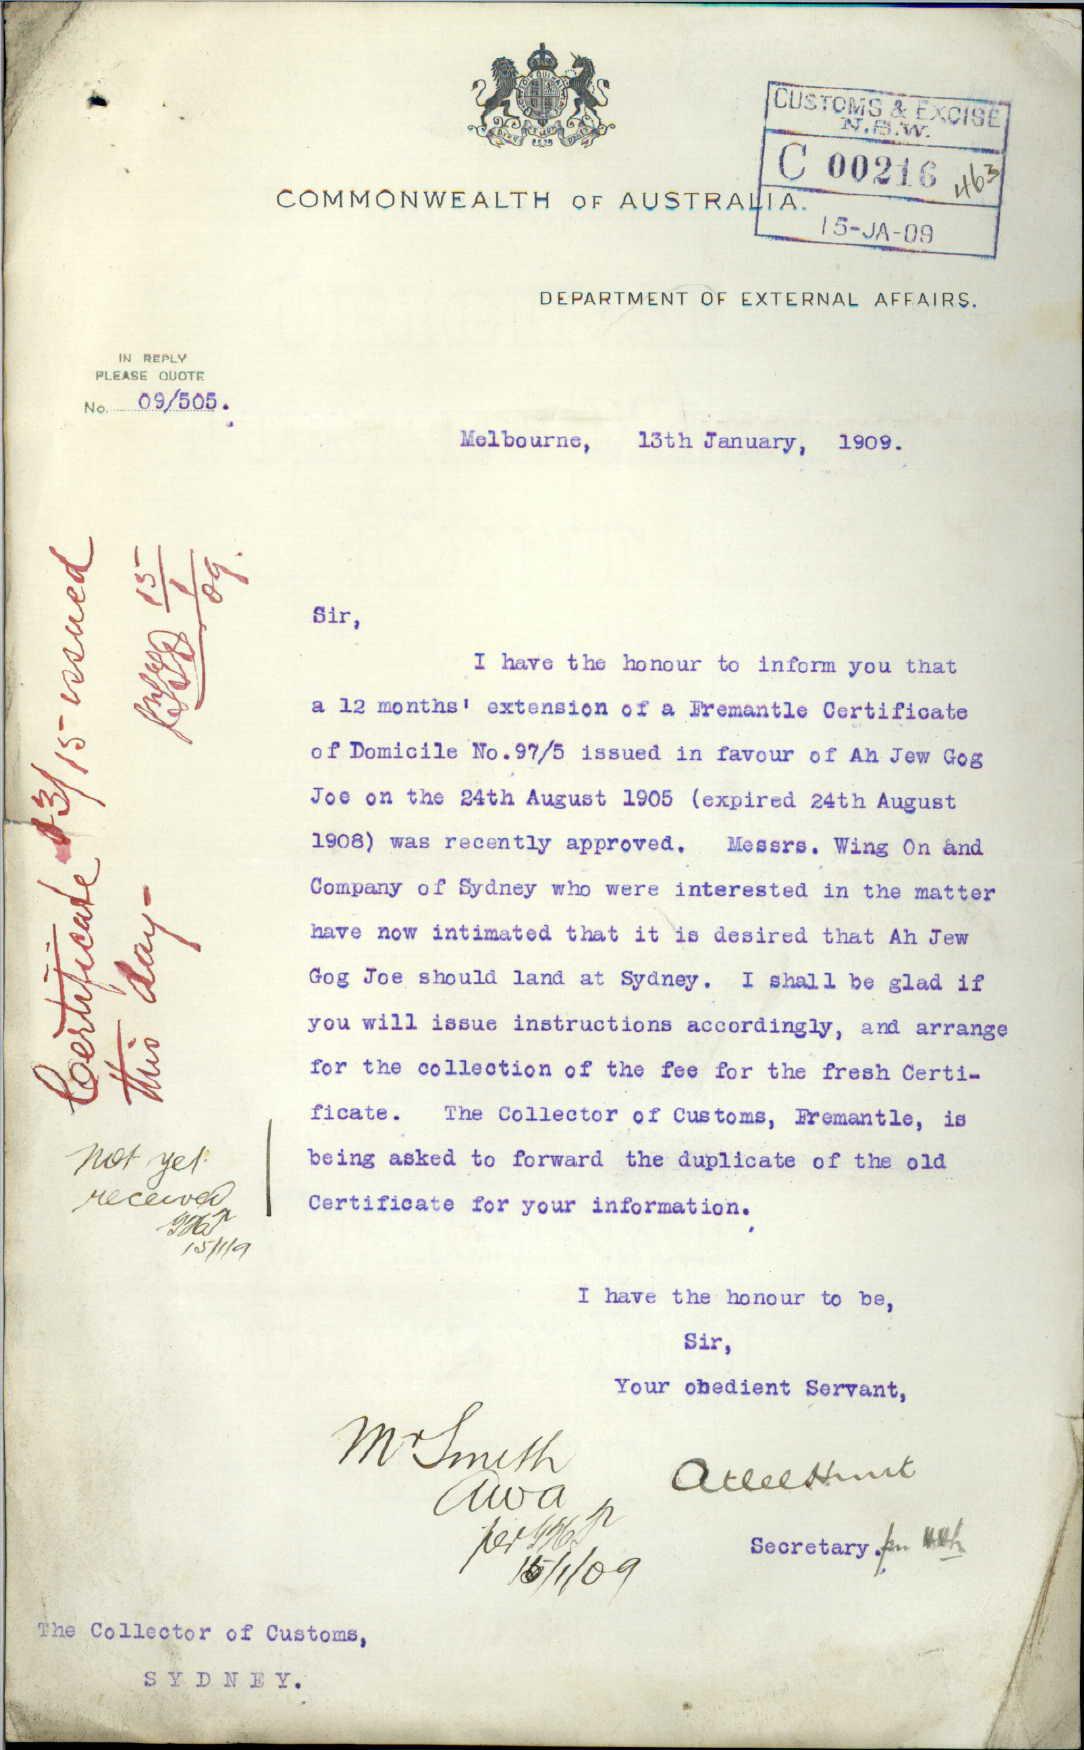 CUSTOMS & EXCISE
N.S.W.
C 00216
463
15-JA-09
COMMONWEALTH OF AUSTRALIA.
DEPARTMENT OF EXTERNAL AFFAIRS.
IN REPLY
PLEASE QUOTE
No. 09/505.
Melbourne, 13th January, 1909.
Sir,
I have the honour to inform you that
a 12 months' extension of a Fremantle Certificate
of Domicile No.97/5 issued in favour of Ah Jew Gog
Joe on the 24th August 1905 (expired 24th August
1908) was recently approved. Messrs. Wing On and
Company of Sydney who were interested in the matter
have now intimated that it is desired that Ah Jew
Gog Joe should land at Sydney. I shall be glad if
you will issue instructions accordingly, and arrange
for the collection of the fee for the fresh Certi-
ficate. The Collector of Customs, Fremantle, is
being asked to forward the duplicate of the old
Certificate for your information.
Certificate 3/15 issued
this day-
15/1/09.
Not yet
received
15/1/9
I have the honour to be,
Sir,
Your obedient Servant,
Atlee Hunt
Secretary.
Mr Smith
Awa
per
15/1/09
The Collector of Customs,
SYDNEY.